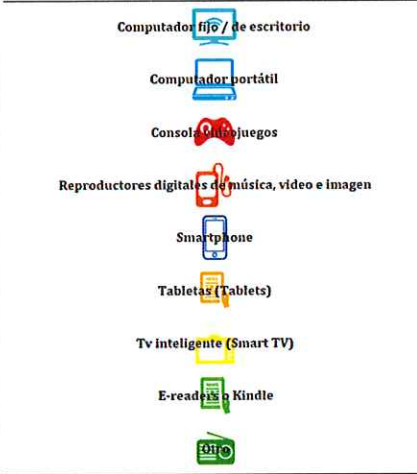 Computador fijo / de escritorio
Computador portátil
Consola videojuegos
Reproductores digitales de música, video e imagen
Smartphone
Tabletas (Tablets)
Tv inteligente (Smart TV)
E-readers o Kindle
Otro